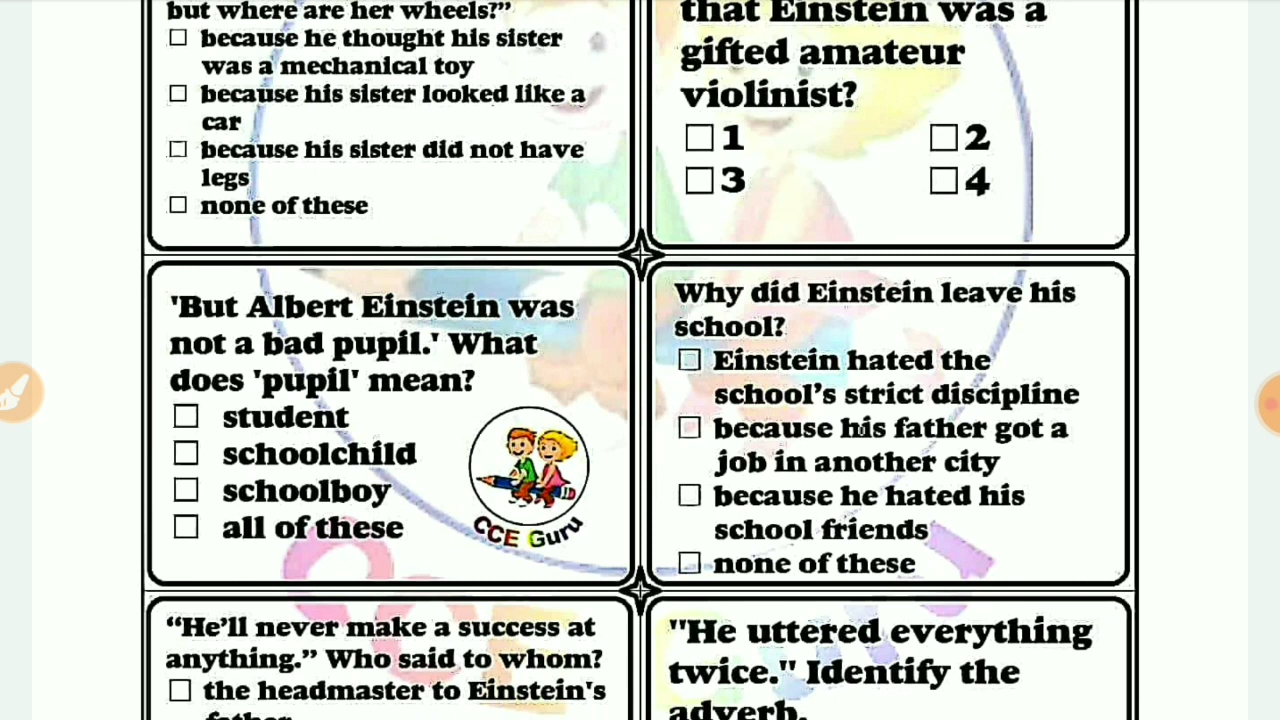 but where are her wheels?”
☐ because he thought his sister
was a mechanical toy
☐ because his sister looked like a
car
☐ because his sister did not have
legs
☐ none of these
that Einstein was a
gifted amateur
violinist?
☐ 1 ☐ 2
☐ 3 ☐ 4
'But Albert Einstein was
not a bad pupil.' What
does 'pupil' mean?
☐ student
☐ schoolchild
☐ schoolboy
☐ all of these
CCE Guru
Why did Einstein leave his
school?
☐ Einstein hated the
school’s strict discipline
☐ because his father got a
job in another city
☐ because he hated his
school friends
☐ none of these
“He’ll never make a success at
anything.” Who said to whom?
☐ the headmaster to Einstein's
father
"He uttered everything
twice." Identify the
adverb.